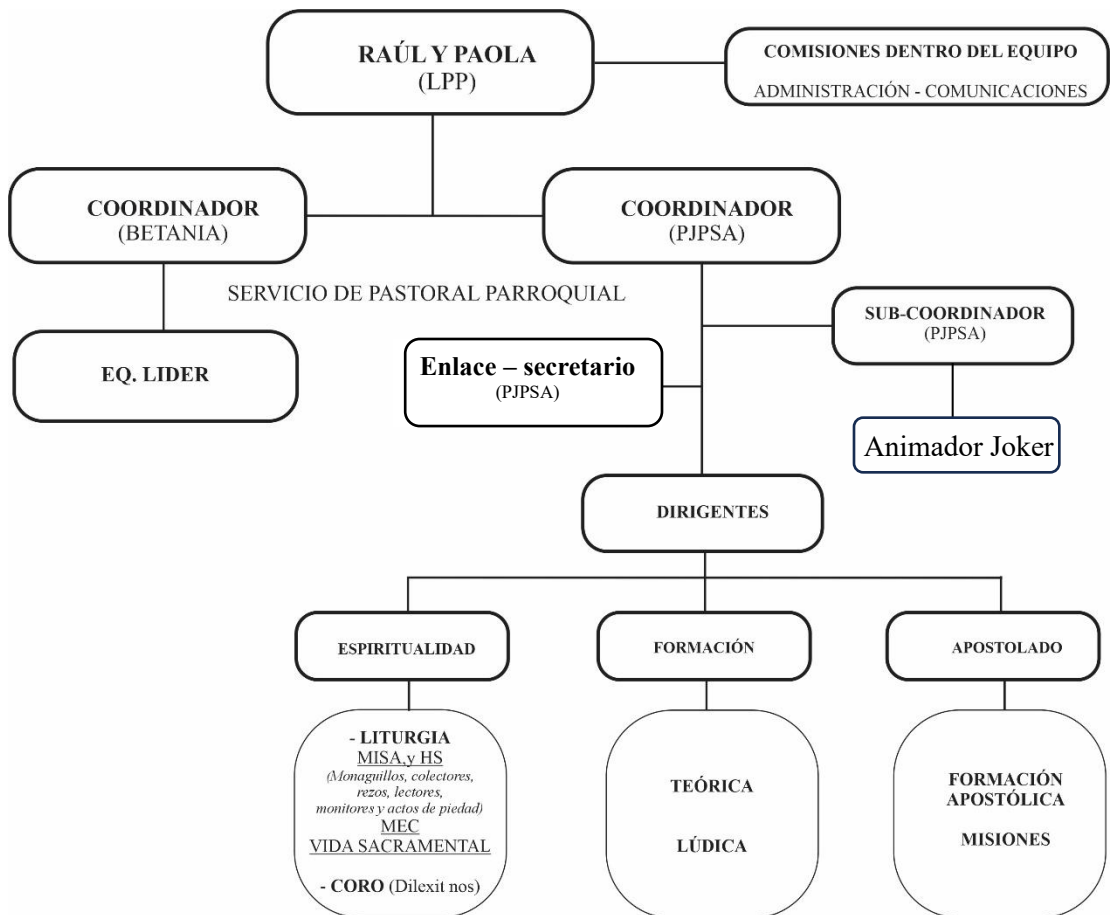 RAÚL Y PAOLA
(LPP)
COMISIONES DENTRO DEL EQUIPO
ADMINISTRACIÓN - COMUNICACIONES
COORDINADOR
(BETANIA)
COORDINADOR
(PJPSA)
SERVICIO DE PASTORAL PARROQUIAL
SUB-COORDINADOR
(PJPSA)
EQ. LIDER
Enlace – secretario
(PJPSA)
Animador Joker
DIRIGENTES
ESPIRITUALIDAD
FORMACIÓN
APOSTOLADO
- LITURGIA
MISA,y HS
(Monaguillos, colectores,
rezos, lectores,
monitores y actos de piedad)
MEC
VIDA SACRAMENTAL
- CORO (Dilexit nos)
TEÓRICA
LÚDICA
FORMACIÓN
APOSTÓLICA
MISIONES